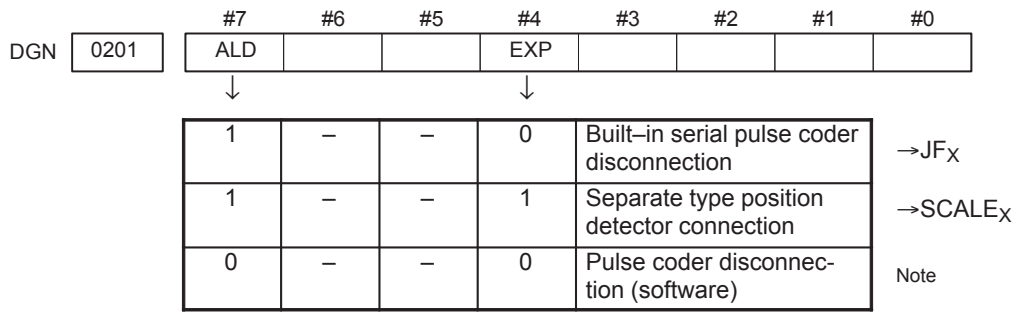 #7 #6 #5 #4 #3 #2 #1 #0
DGN 0201 ALD EXP
↓ ↓
1 – – 0 Built–in serial pulse coder
disconnection
→JFX
1 – – 1 Separate type position
detector connection
→SCALEX
0 – – 0 Pulse coder disconnec-
tion (software)
Note